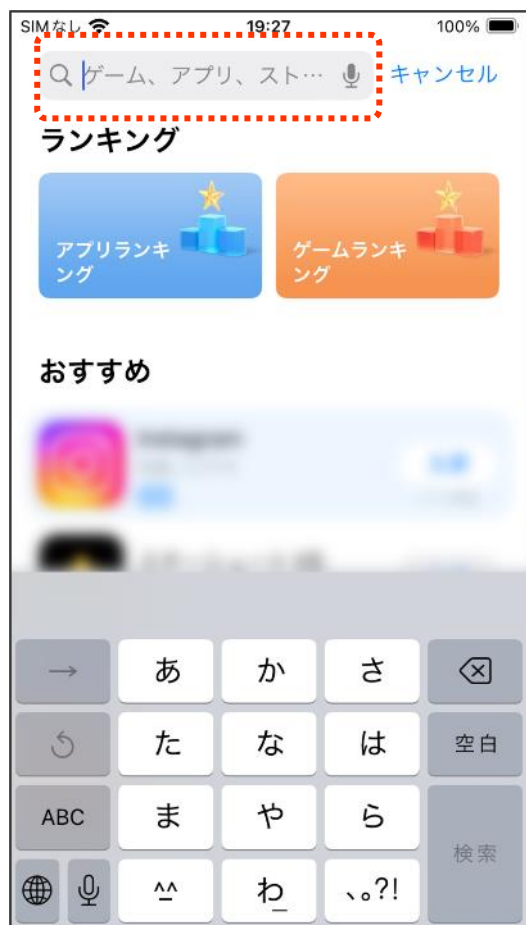 SIMなし 19:27 100%
ゲーム、アプリ、スト… キャンセル
ランキング
アプリランキ
ング
ゲームランキ
ング
おすすめ
→ あ か さ
た な は 空白
ABC ま や ら
検索
^^ わ_ 、。?!